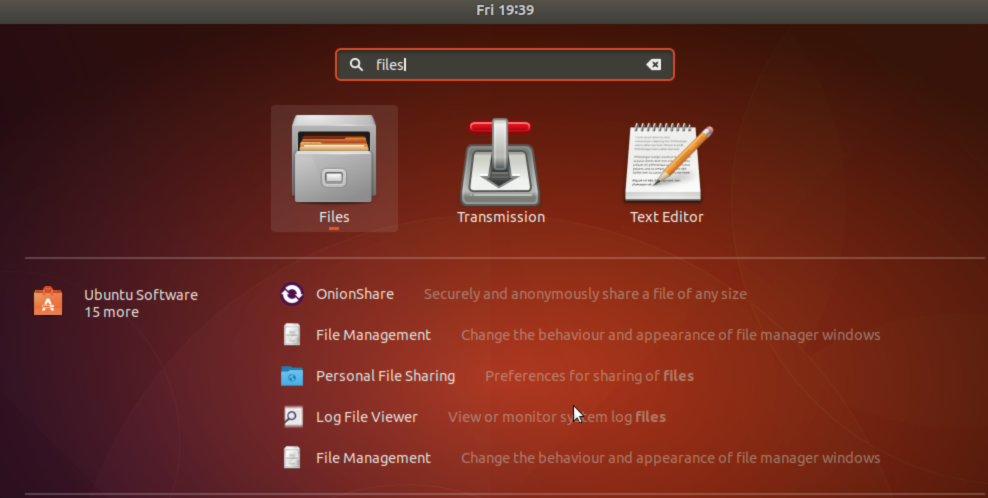 Fri 19:39
files
Files
Transmission
Text Editor
Ubuntu Software
15 more
OnionShare Securely and anonymously share a file of any size
File Management Change the behaviour and appearance of file manager windows
Personal File Sharing Preferences for sharing of files
Log File Viewer View or monitor system log files
File Management Change the behaviour and appearance of file manager windows